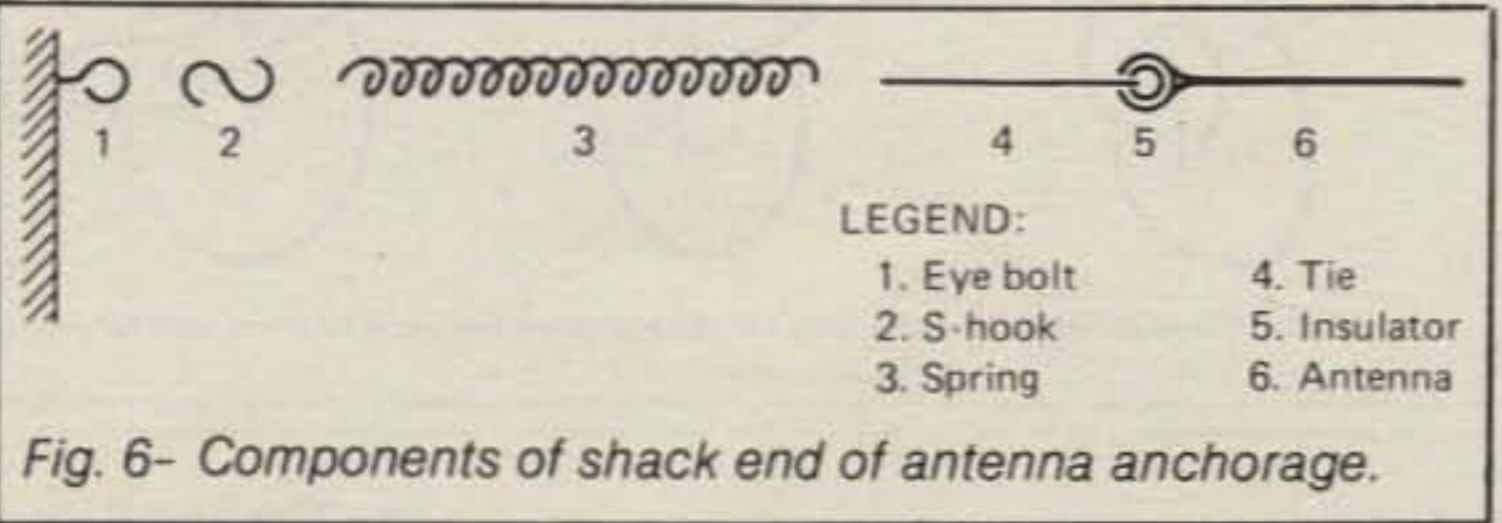 1 2 3 4 5 6
LEGEND:
1. Eye bolt 4. Tie
2. S-hook 5. Insulator
3. Spring 6. Antenna
Fig. 6– Components of shack end of antenna anchorage.